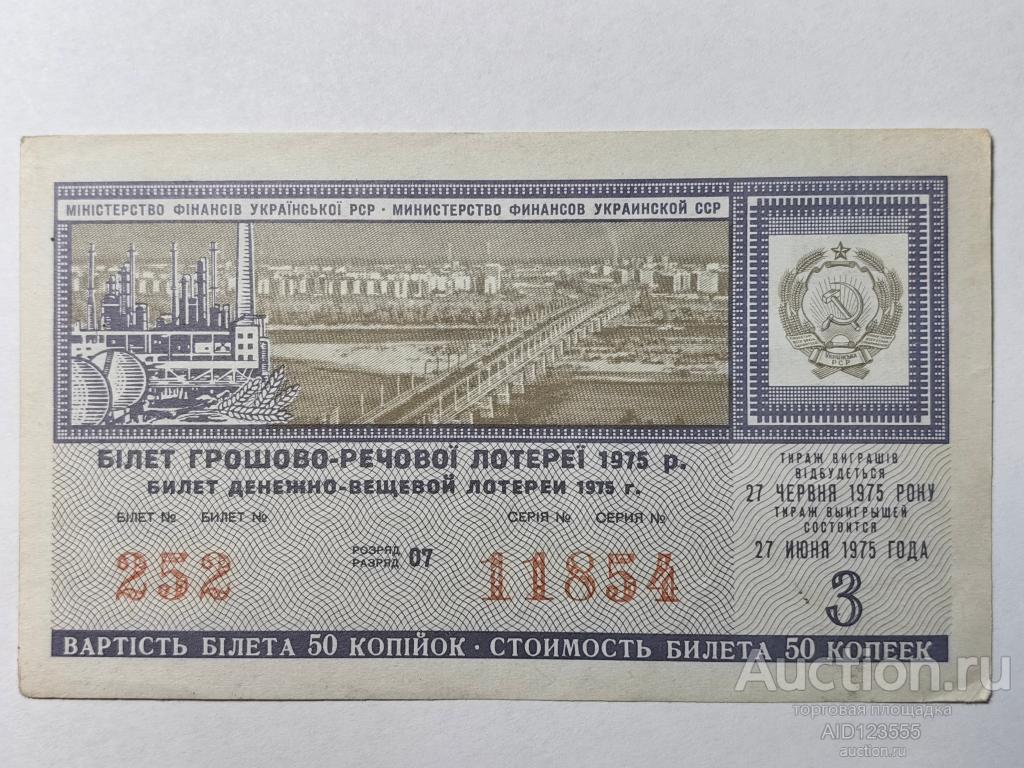 МІНІСТЕРСТВО ФІНАНСІВ УКРАЇНСЬКОЇ РСР · МИНИСТЕРСТВО ФИНАНСОВ УКРАИНСКОЙ ССР
УКРАЇНСЬКА
РСР
БІЛЕТ ГРОШОВО-РЕЧОВОЇ ЛОТЕРЕЇ 1975 р.
БИЛЕТ ДЕНЕЖНО-ВЕЩЕВОЙ ЛОТЕРЕИ 1975 г.
БІЛЕТ № БИЛЕТ №
СЕРІЯ № СЕРИЯ №
252
РОЗРЯД
РАЗРЯД 07
11854
ТИРАЖ ВИГРАШІВ
ВІДБУДЕТЬСЯ
27 ЧЕРВНЯ 1975 РОКУ
ТИРАЖ ВЫИГРЫШЕЙ
СОСТОИТСЯ
27 ИЮНЯ 1975 ГОДА
3
ВАРТІСТЬ БІЛЕТА 50 КОПІЙОК · СТОИМОСТЬ БИЛЕТА 50 КОПЕЕК
Auction.ru
торговая площадка
AID123555
auction.ru